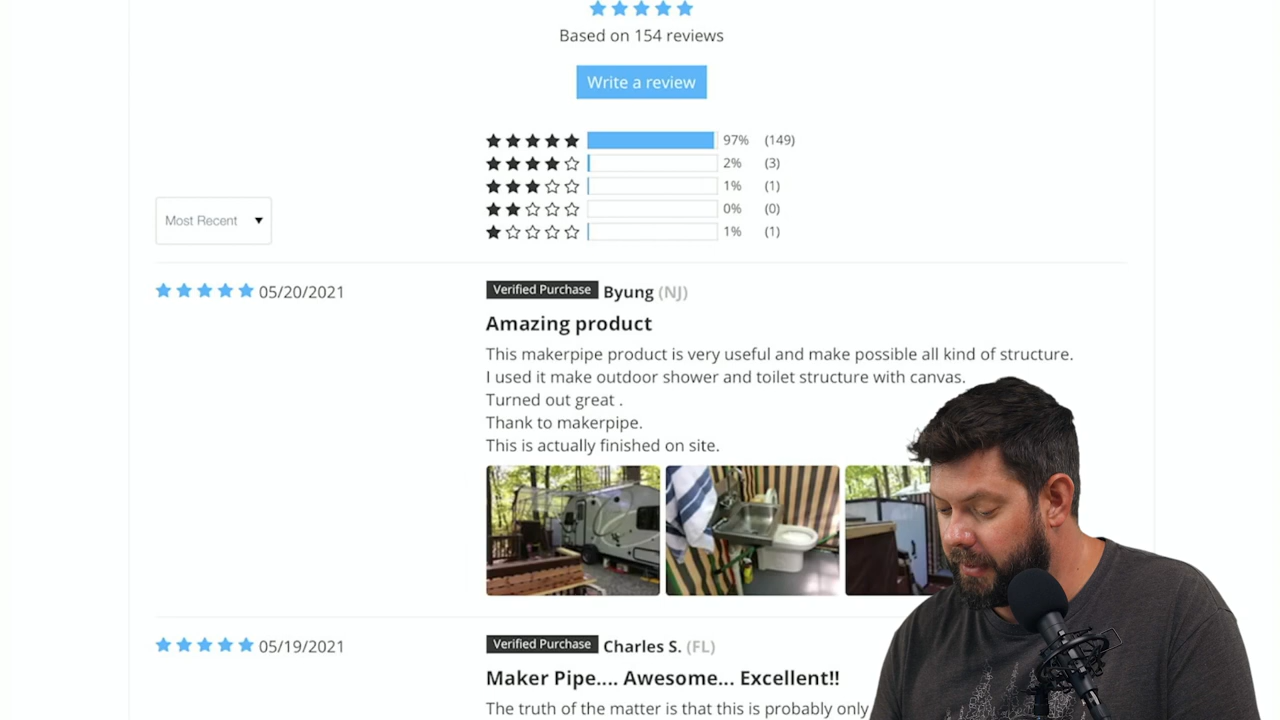 Based on 154 reviews
Write a review
97% (149)
2% (3)
1% (1)
0% (0)
1% (1)
Most Recent
05/20/2021
Verified Purchase Byung (NJ)
Amazing product
This makerpipe product is very useful and make possible all kind of structure.
I used it make outdoor shower and toilet structure with canvas.
Turned out great .
Thank to makerpipe.
This is actually finished on site.
05/19/2021
Verified Purchase Charles S. (FL)
Maker Pipe.... Awesome... Excellent!!
The truth of the matter is that this is probably only